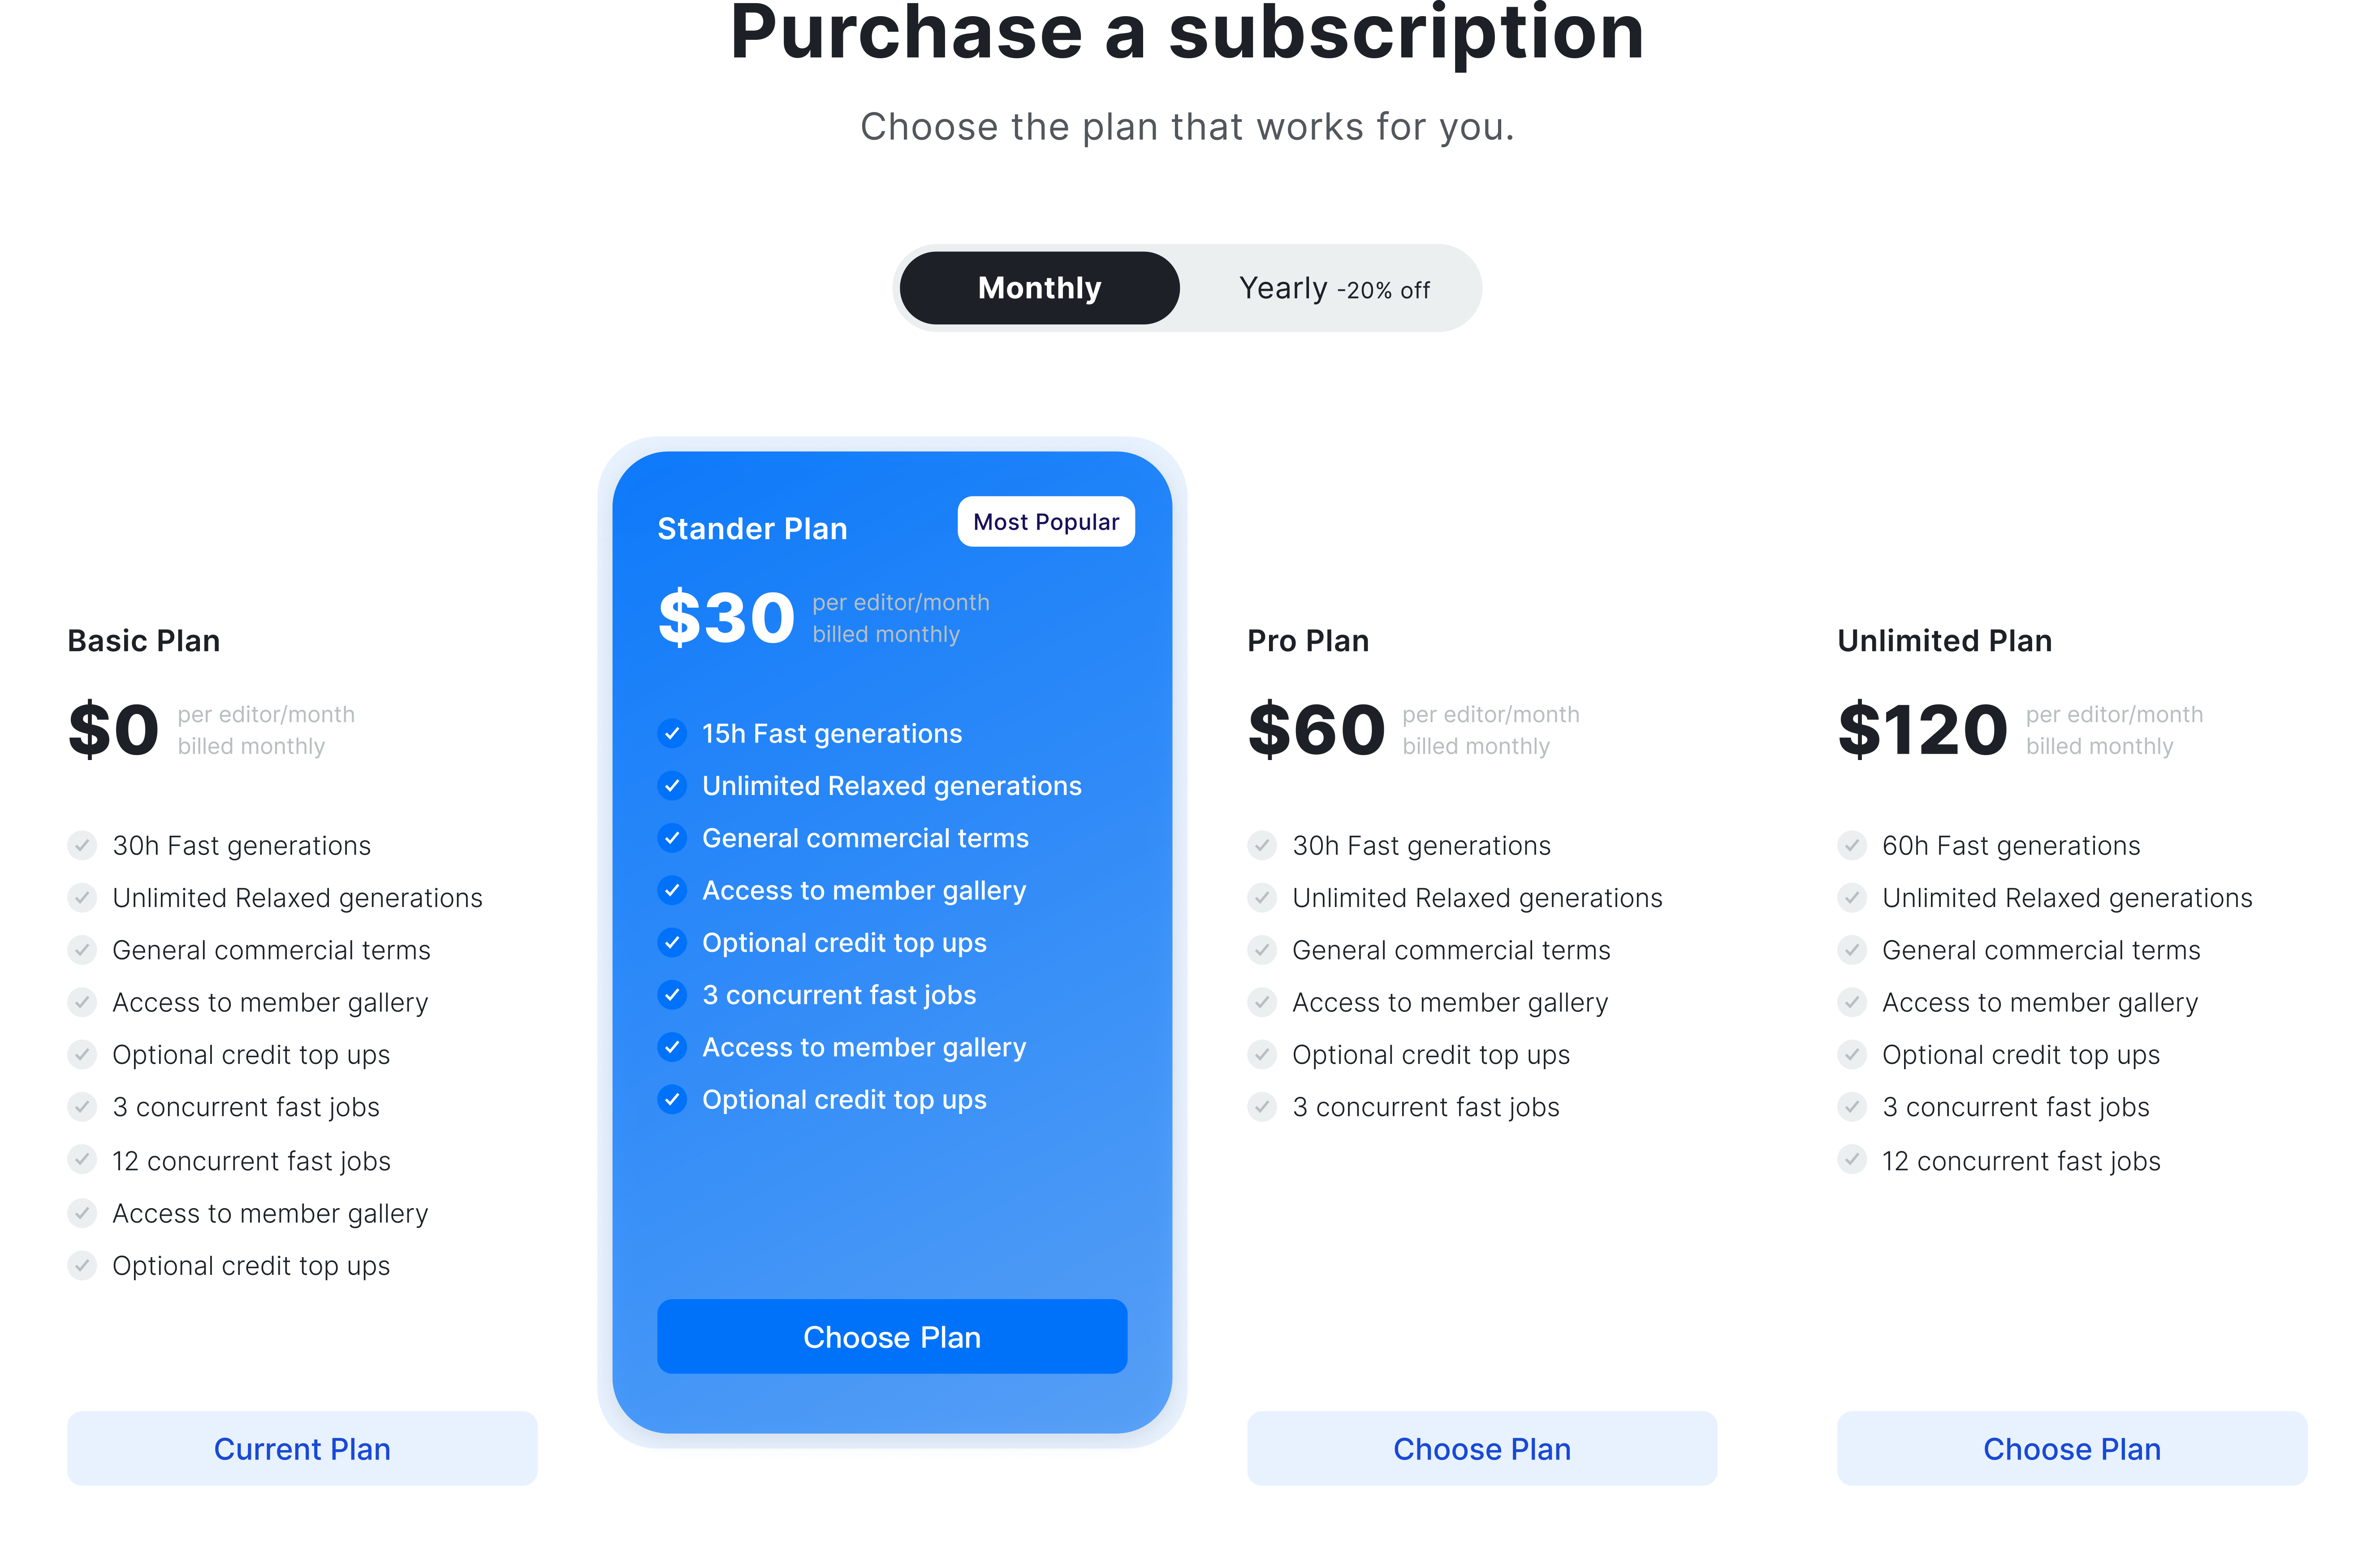 Purchase a subscription
Choose the plan that works for you.
Monthly
Yearly -20% off
Basic Plan
$0
per editor/month
billed monthly
30h Fast generations
Unlimited Relaxed generations
General commercial terms
Access to member gallery
Optional credit top ups
3 concurrent fast jobs
12 concurrent fast jobs
Access to member gallery
Optional credit top ups
Current Plan
Stander Plan
Most Popular
$30
per editor/month
billed monthly
15h Fast generations
Unlimited Relaxed generations
General commercial terms
Access to member gallery
Optional credit top ups
3 concurrent fast jobs
Access to member gallery
Optional credit top ups
Choose Plan
Pro Plan
$60
per editor/month
billed monthly
30h Fast generations
Unlimited Relaxed generations
General commercial terms
Access to member gallery
Optional credit top ups
3 concurrent fast jobs
Choose Plan
Unlimited Plan
$120
per editor/month
billed monthly
60h Fast generations
Unlimited Relaxed generations
General commercial terms
Access to member gallery
Optional credit top ups
3 concurrent fast jobs
12 concurrent fast jobs
Choose Plan